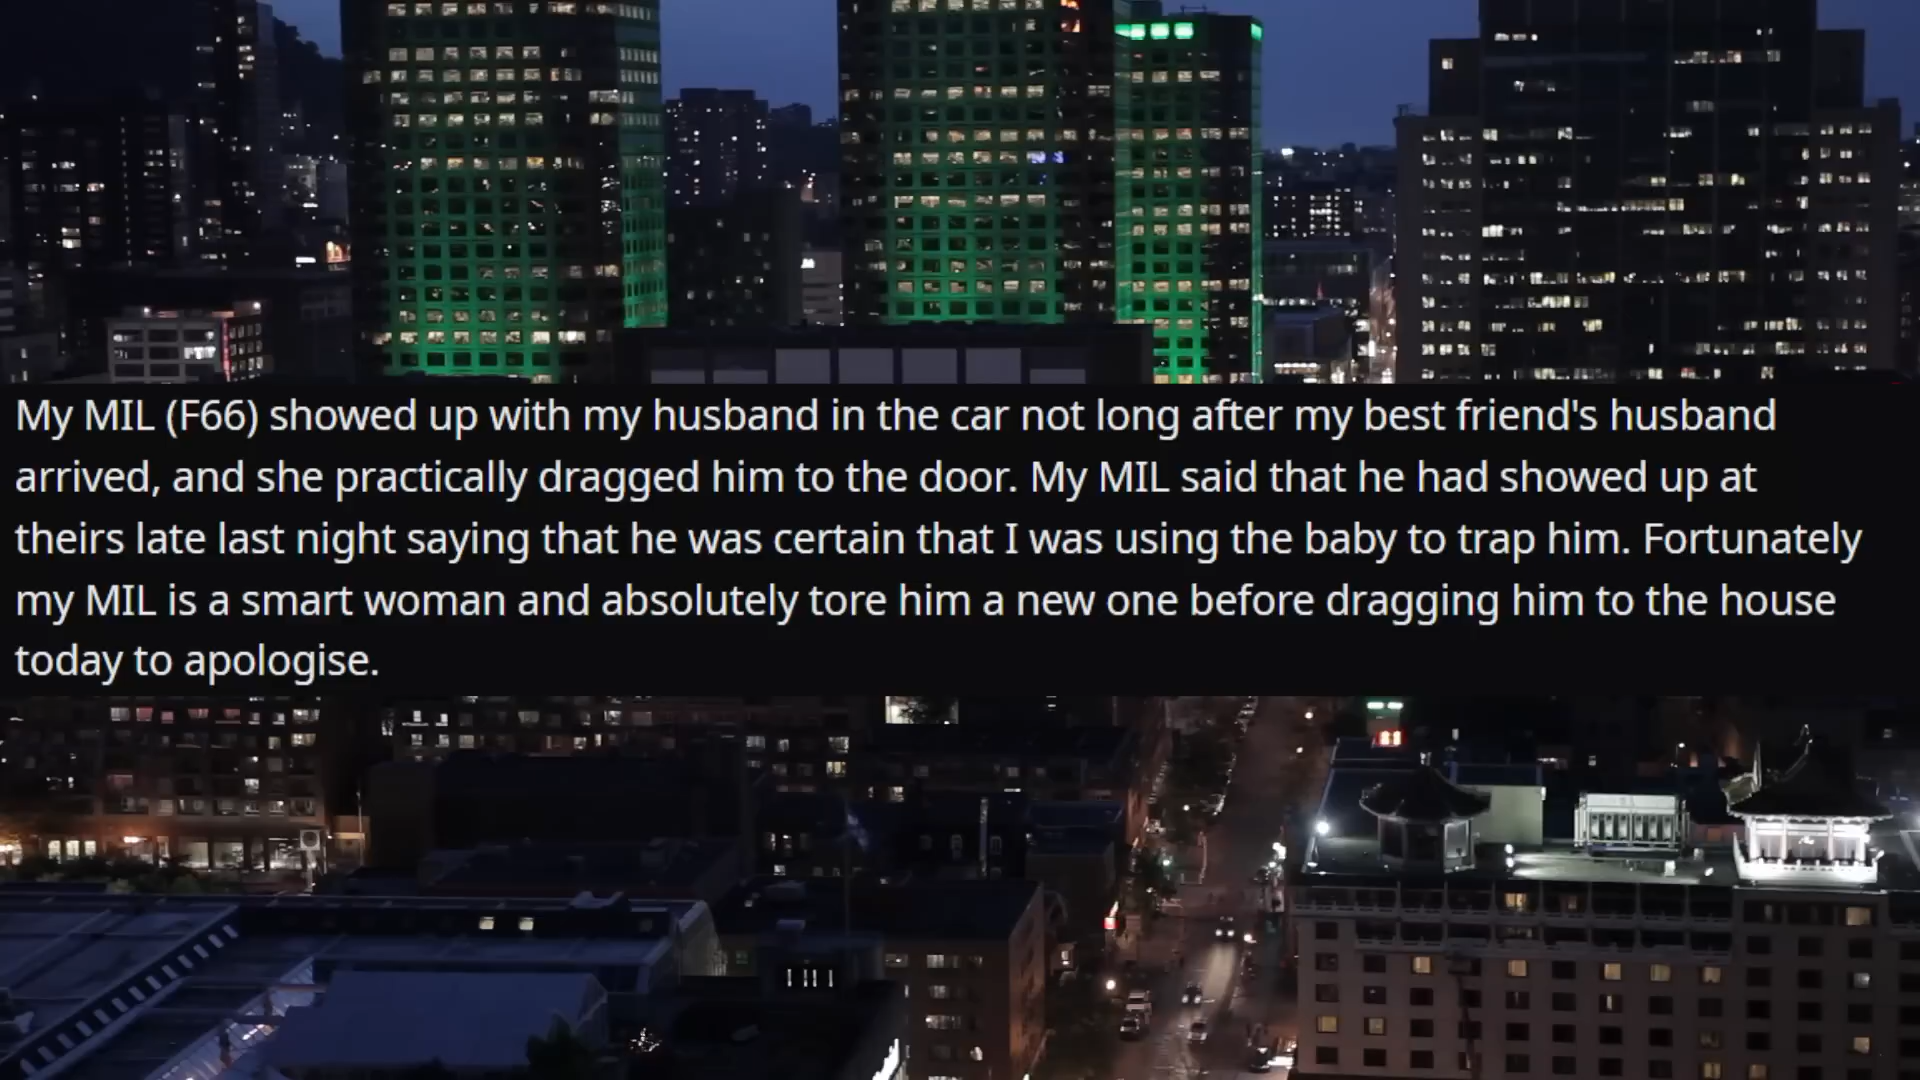 My MIL (F66) showed up with my husband in the car not long after my best friend's husband
arrived, and she practically dragged him to the door. My MIL said that he had showed up at
theirs late last night saying that he was certain that I was using the baby to trap him. Fortunately
my MIL is a smart woman and absolutely tore him a new one before dragging him to the house
today to apologise.